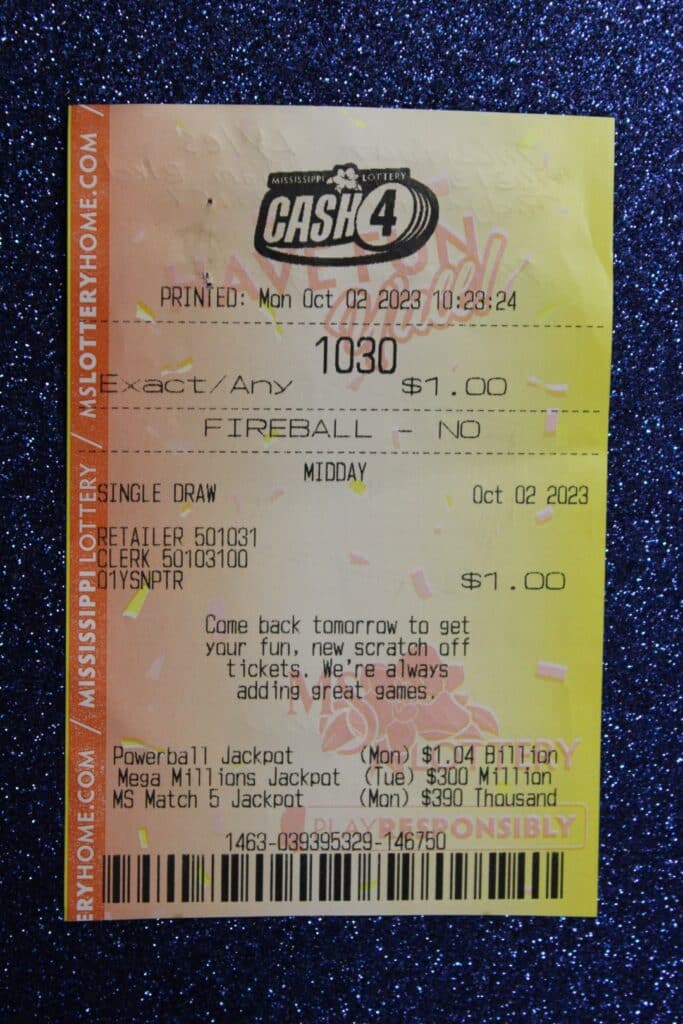 MISSISSIPPI LOTTERY
CASH 4
HAVE FUN
PRINTED: Mon Oct 02 2023 10:23:24
1030
Exact/Any $1.00
FIREBALL - NO
MIDDAY
SINGLE DRAW Oct 02 2023
RETAILER 501031
CLERK 50103100
01YSNPTR $1.00
Come back tomorrow to get
your fun, new scratch off
tickets. We're always
adding great games.
Powerball Jackpot (Mon) $1.04 Billion
Mega Millions Jackpot (Tue) $300 Million
MS Match 5 Jackpot (Mon) $390 Thousand
MS LOTTERY
PLAY RESPONSIBLY
1463-039395329-146750
ERYHOME.COM / MISSISSIPPI LOTTERY / MSLOTTERYHOME.COM /